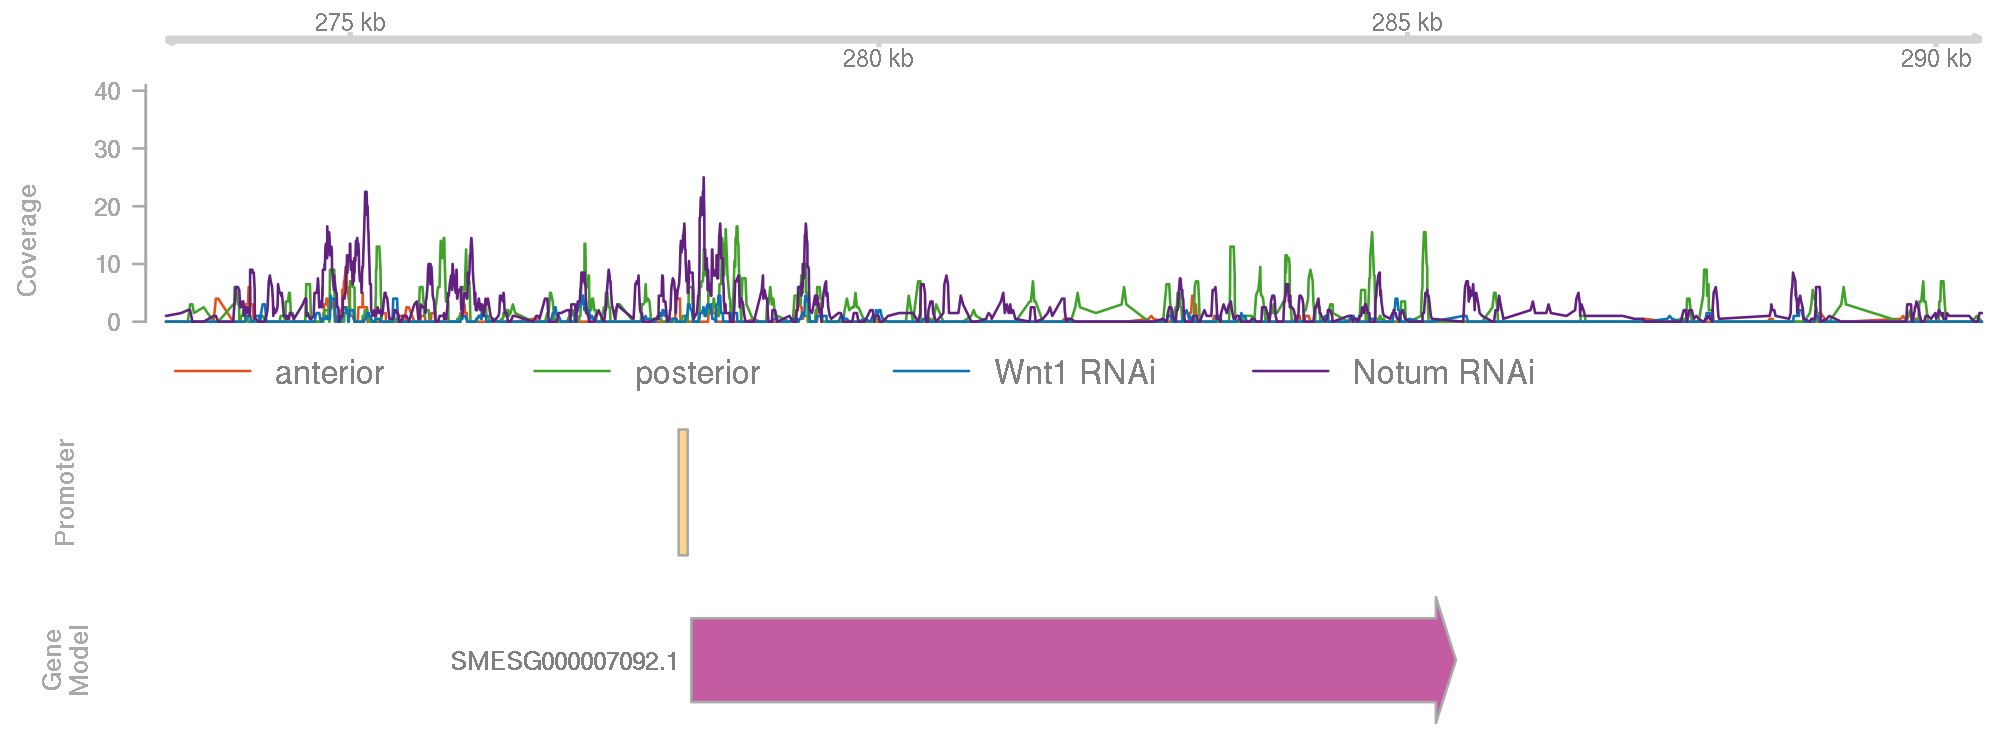 275 kb
285 kb
280 kb
290 kb
Coverage
40
30
20
10
0
anterior
posterior
Wnt1 RNAi
Notum RNAi
Promoter
Gene
Model
SMESG000007092.1